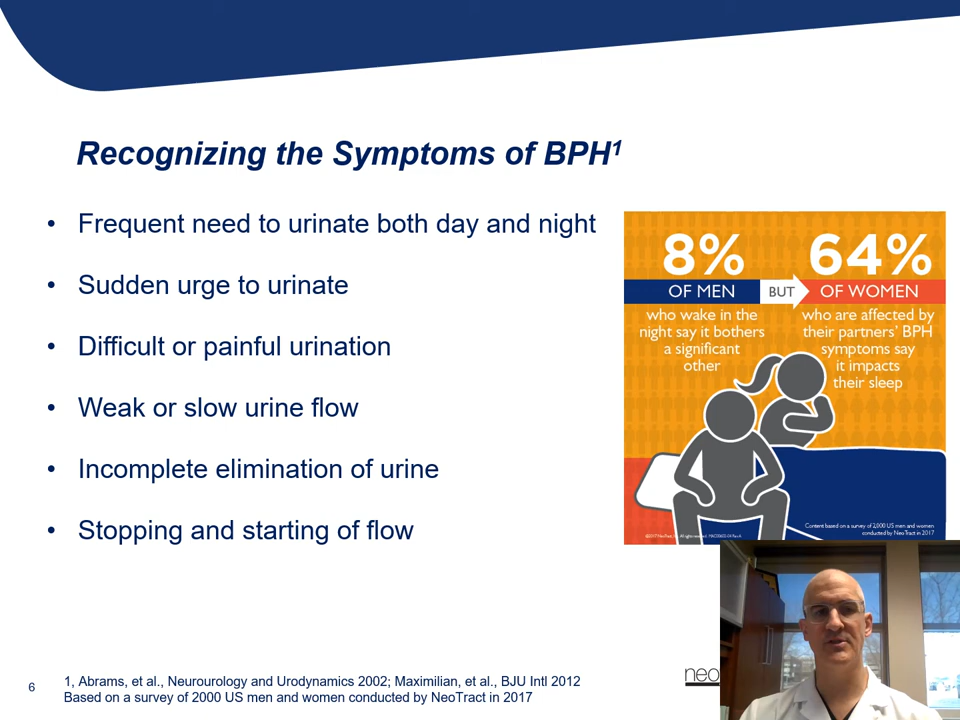 Recognizing the Symptoms of BPH1
• Frequent need to urinate both day and night
• Sudden urge to urinate
• Difficult or painful urination
• Weak or slow urine flow
• Incomplete elimination of urine
• Stopping and starting of flow
8%
OF MEN
who wake in the
night say it bothers
a significant
other
BUT
64%
OF WOMEN
who are affected by
their partners' BPH
symptoms say
it impacts
their sleep
Content based on a survey of 2,000 US men and women
conducted by NeoTract in 2017
neo
6
1, Abrams, et al., Neurourology and Urodynamics 2002; Maximilian, et al., BJU Intl 2012
Based on a survey of 2000 US men and women conducted by NeoTract in 2017